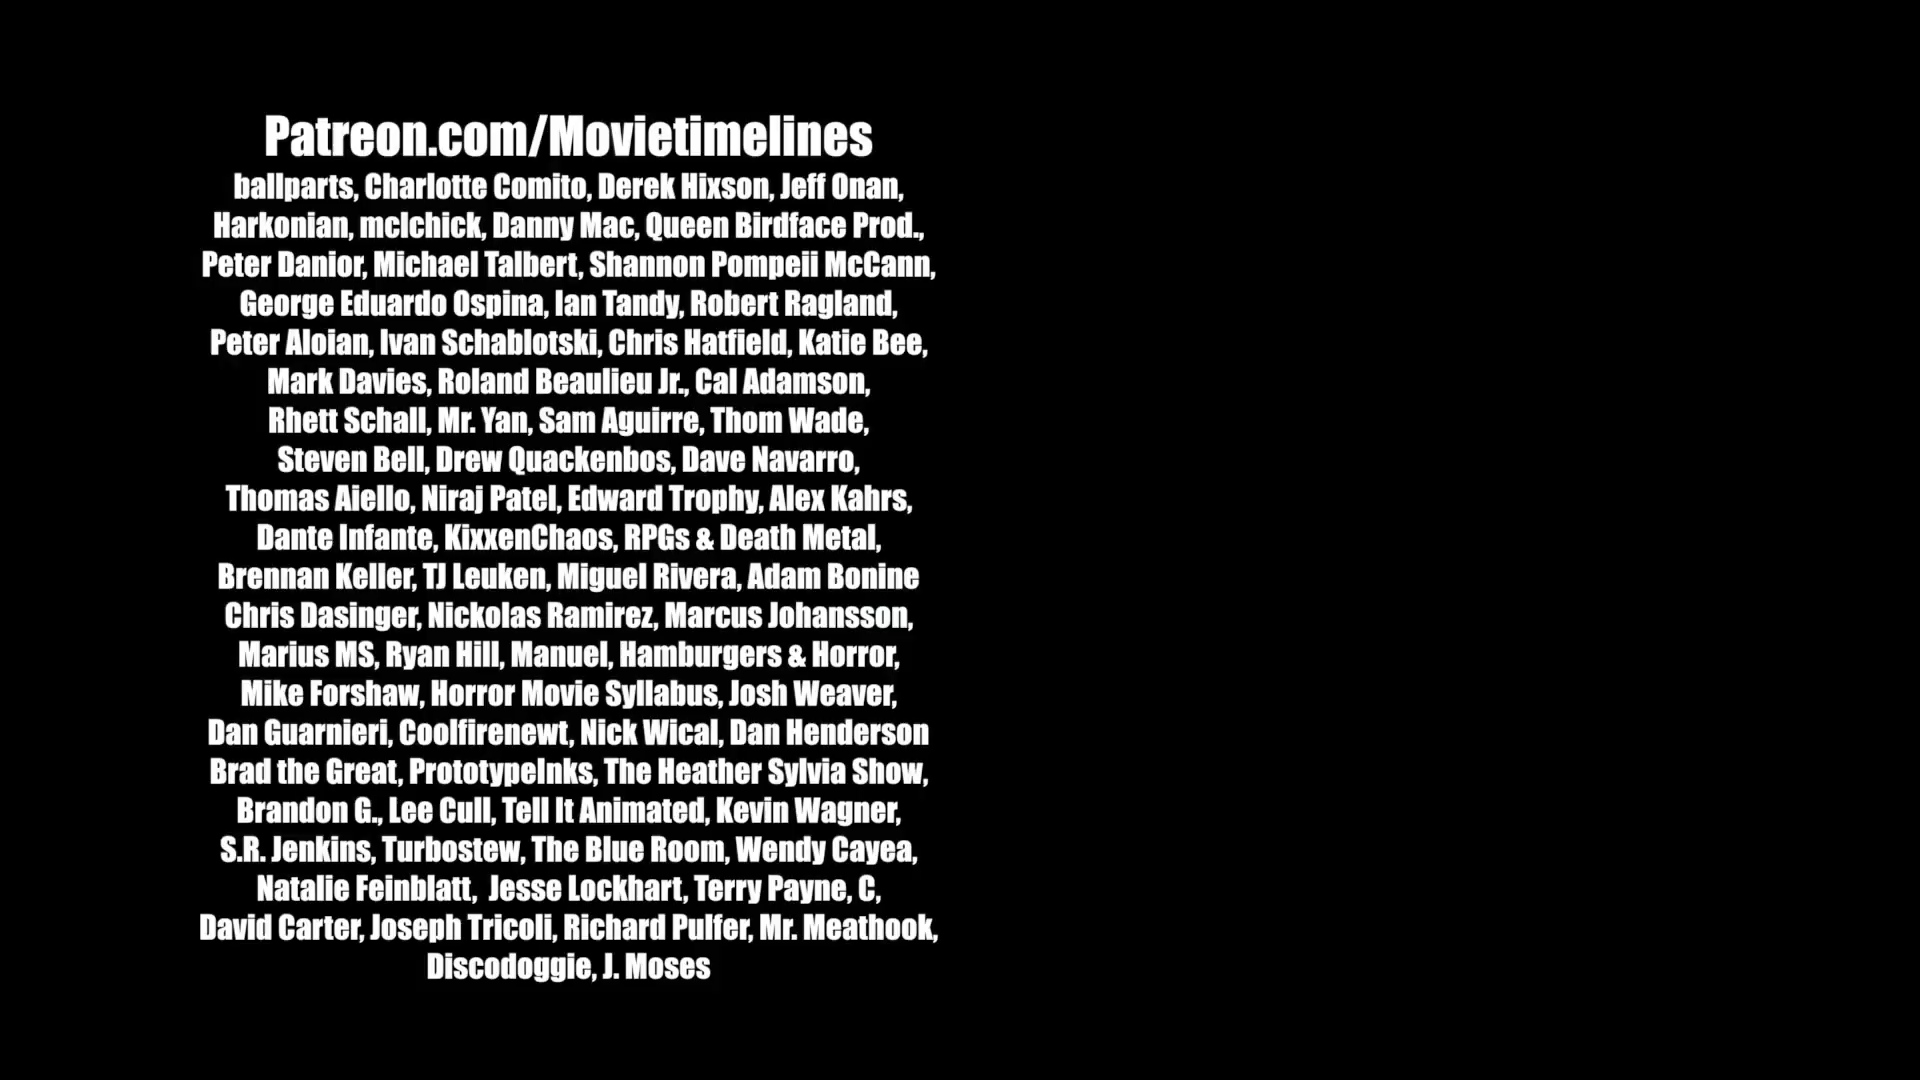 Patreon.com/Movietimelines
ballparts, Charlotte Comito, Derek Hixson, Jeff Onan,
Harkonian, mclchick, Danny Mac, Queen Birdface Prod.,
Peter Danior, Michael Talbert, Shannon Pompeii McCann,
George Eduardo Ospina, Ian Tandy, Robert Ragland,
Peter Aloian, Ivan Schablotski, Chris Hatfield, Katie Bee,
Mark Davies, Roland Beaulieu Jr., Cal Adamson,
Rhett Schall, Mr. Yan, Sam Aguirre, Thom Wade,
Steven Bell, Drew Quackenbos, Dave Navarro,
Thomas Aiello, Niraj Patel, Edward Trophy, Alex Kahrs,
Dante Infante, KixxenChaos, RPGs & Death Metal,
Brennan Keller, TJ Leuken, Miguel Rivera, Adam Bonine
Chris Dasinger, Nickolas Ramirez, Marcus Johansson,
Marius MS, Ryan Hill, Manuel, Hamburgers & Horror,
Mike Forshaw, Horror Movie Syllabus, Josh Weaver,
Dan Guarnieri, Coolfirenewt, Nick Wical, Dan Henderson
Brad the Great, PrototypeInks, The Heather Sylvia Show,
Brandon G., Lee Cull, Tell It Animated, Kevin Wagner,
S.R. Jenkins, Turbostew, The Blue Room, Wendy Cayea,
Natalie Feinblatt, Jesse Lockhart, Terry Payne, C,
David Carter, Joseph Tricoli, Richard Pulfer, Mr. Meathook,
Discodoggie, J. Moses